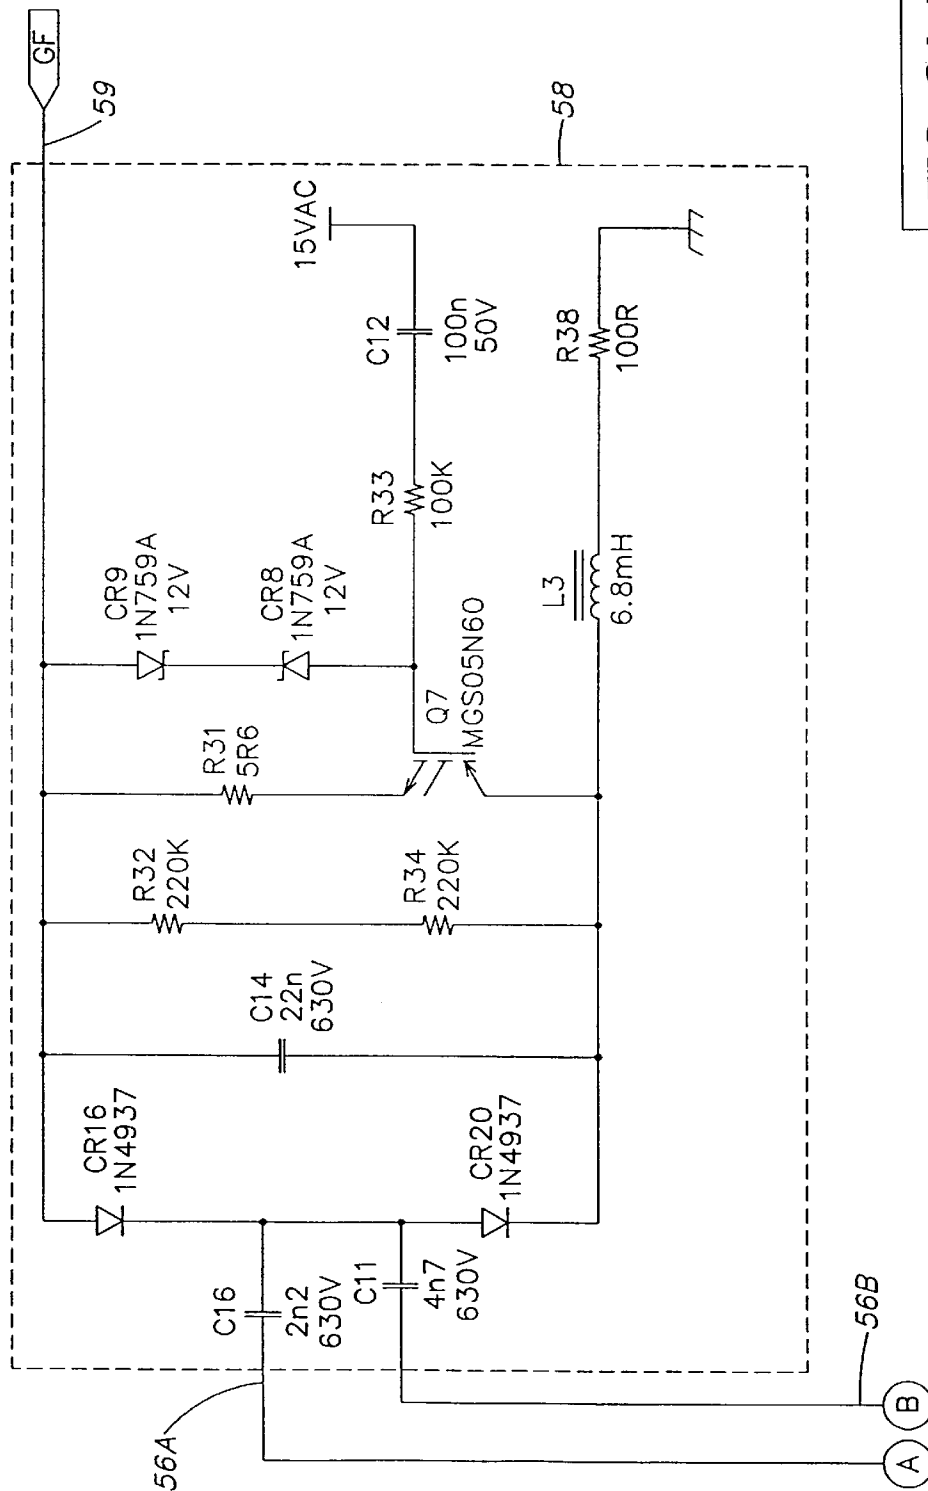 GF
59
58
15VAC
C12
100n
50V
R38
100R
R33
100K
CR9
1N759A
12V
CR8
1N759A
12V
L3
6.8mH
Q7
MGS05N60
R31
5R6
R32
220K
R34
220K
C14
22n
630V
CR16
1N4937
CR20
1N4937
C16
2n2
630V
C11
4n7
630V
56A
56B
A
B